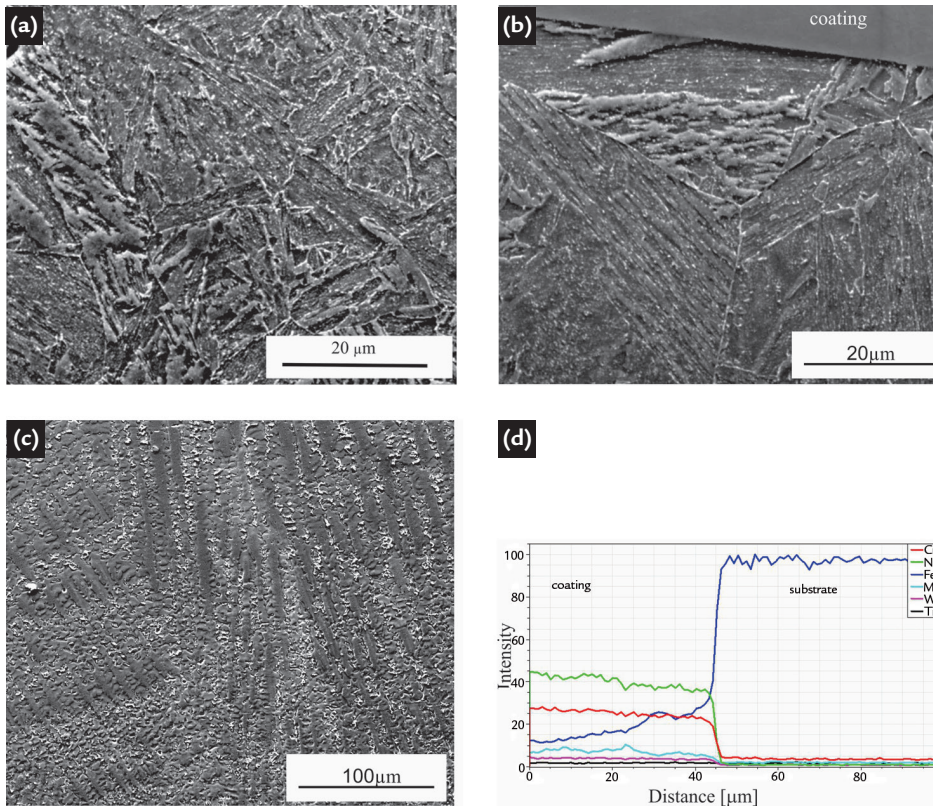 (a)
20 μm
(b)
coating
20μm
(c)
100μm
(d)
100
80
60
40
20
0
Intensity
coating
substrate
C
N
Fe
M
W
T
0
20
40
60
80
Distance [μm]